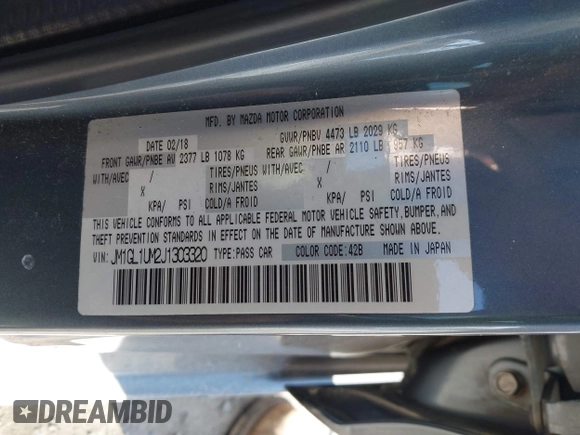 MFD. BY MAZDA MOTOR CORPORATION
DATE 02/18 GVWR/PNBV 4473 LB 2029 KG
FRONT GAWR/PNBE AV 2377 LB 1078 KG REAR GAWR/PNBE AR 2110 LB 957 KG
WITH/AVEC / TIRES/PNEUS WITH/AVEC / TIRES/PNEUS
X RIMS/JANTES X RIMS/JANTES
KPA/ PSI COLD/A FROID KPA/ PSI COLD/A FROID
THIS VEHICLE CONFORMS TO ALL APPLICABLE FEDERAL MOTOR VEHICLE SAFETY, BUMPER, AND
THEFT PREVENTION STANDARDS IN EFFECT ON THE DATE OF MANUFACTURE SHOWN ABOVE.
VIN: JM1GL1UM2J1303320 TYPE:PASS CAR COLOR CODE:42B MADE IN JAPAN
DREAMBID